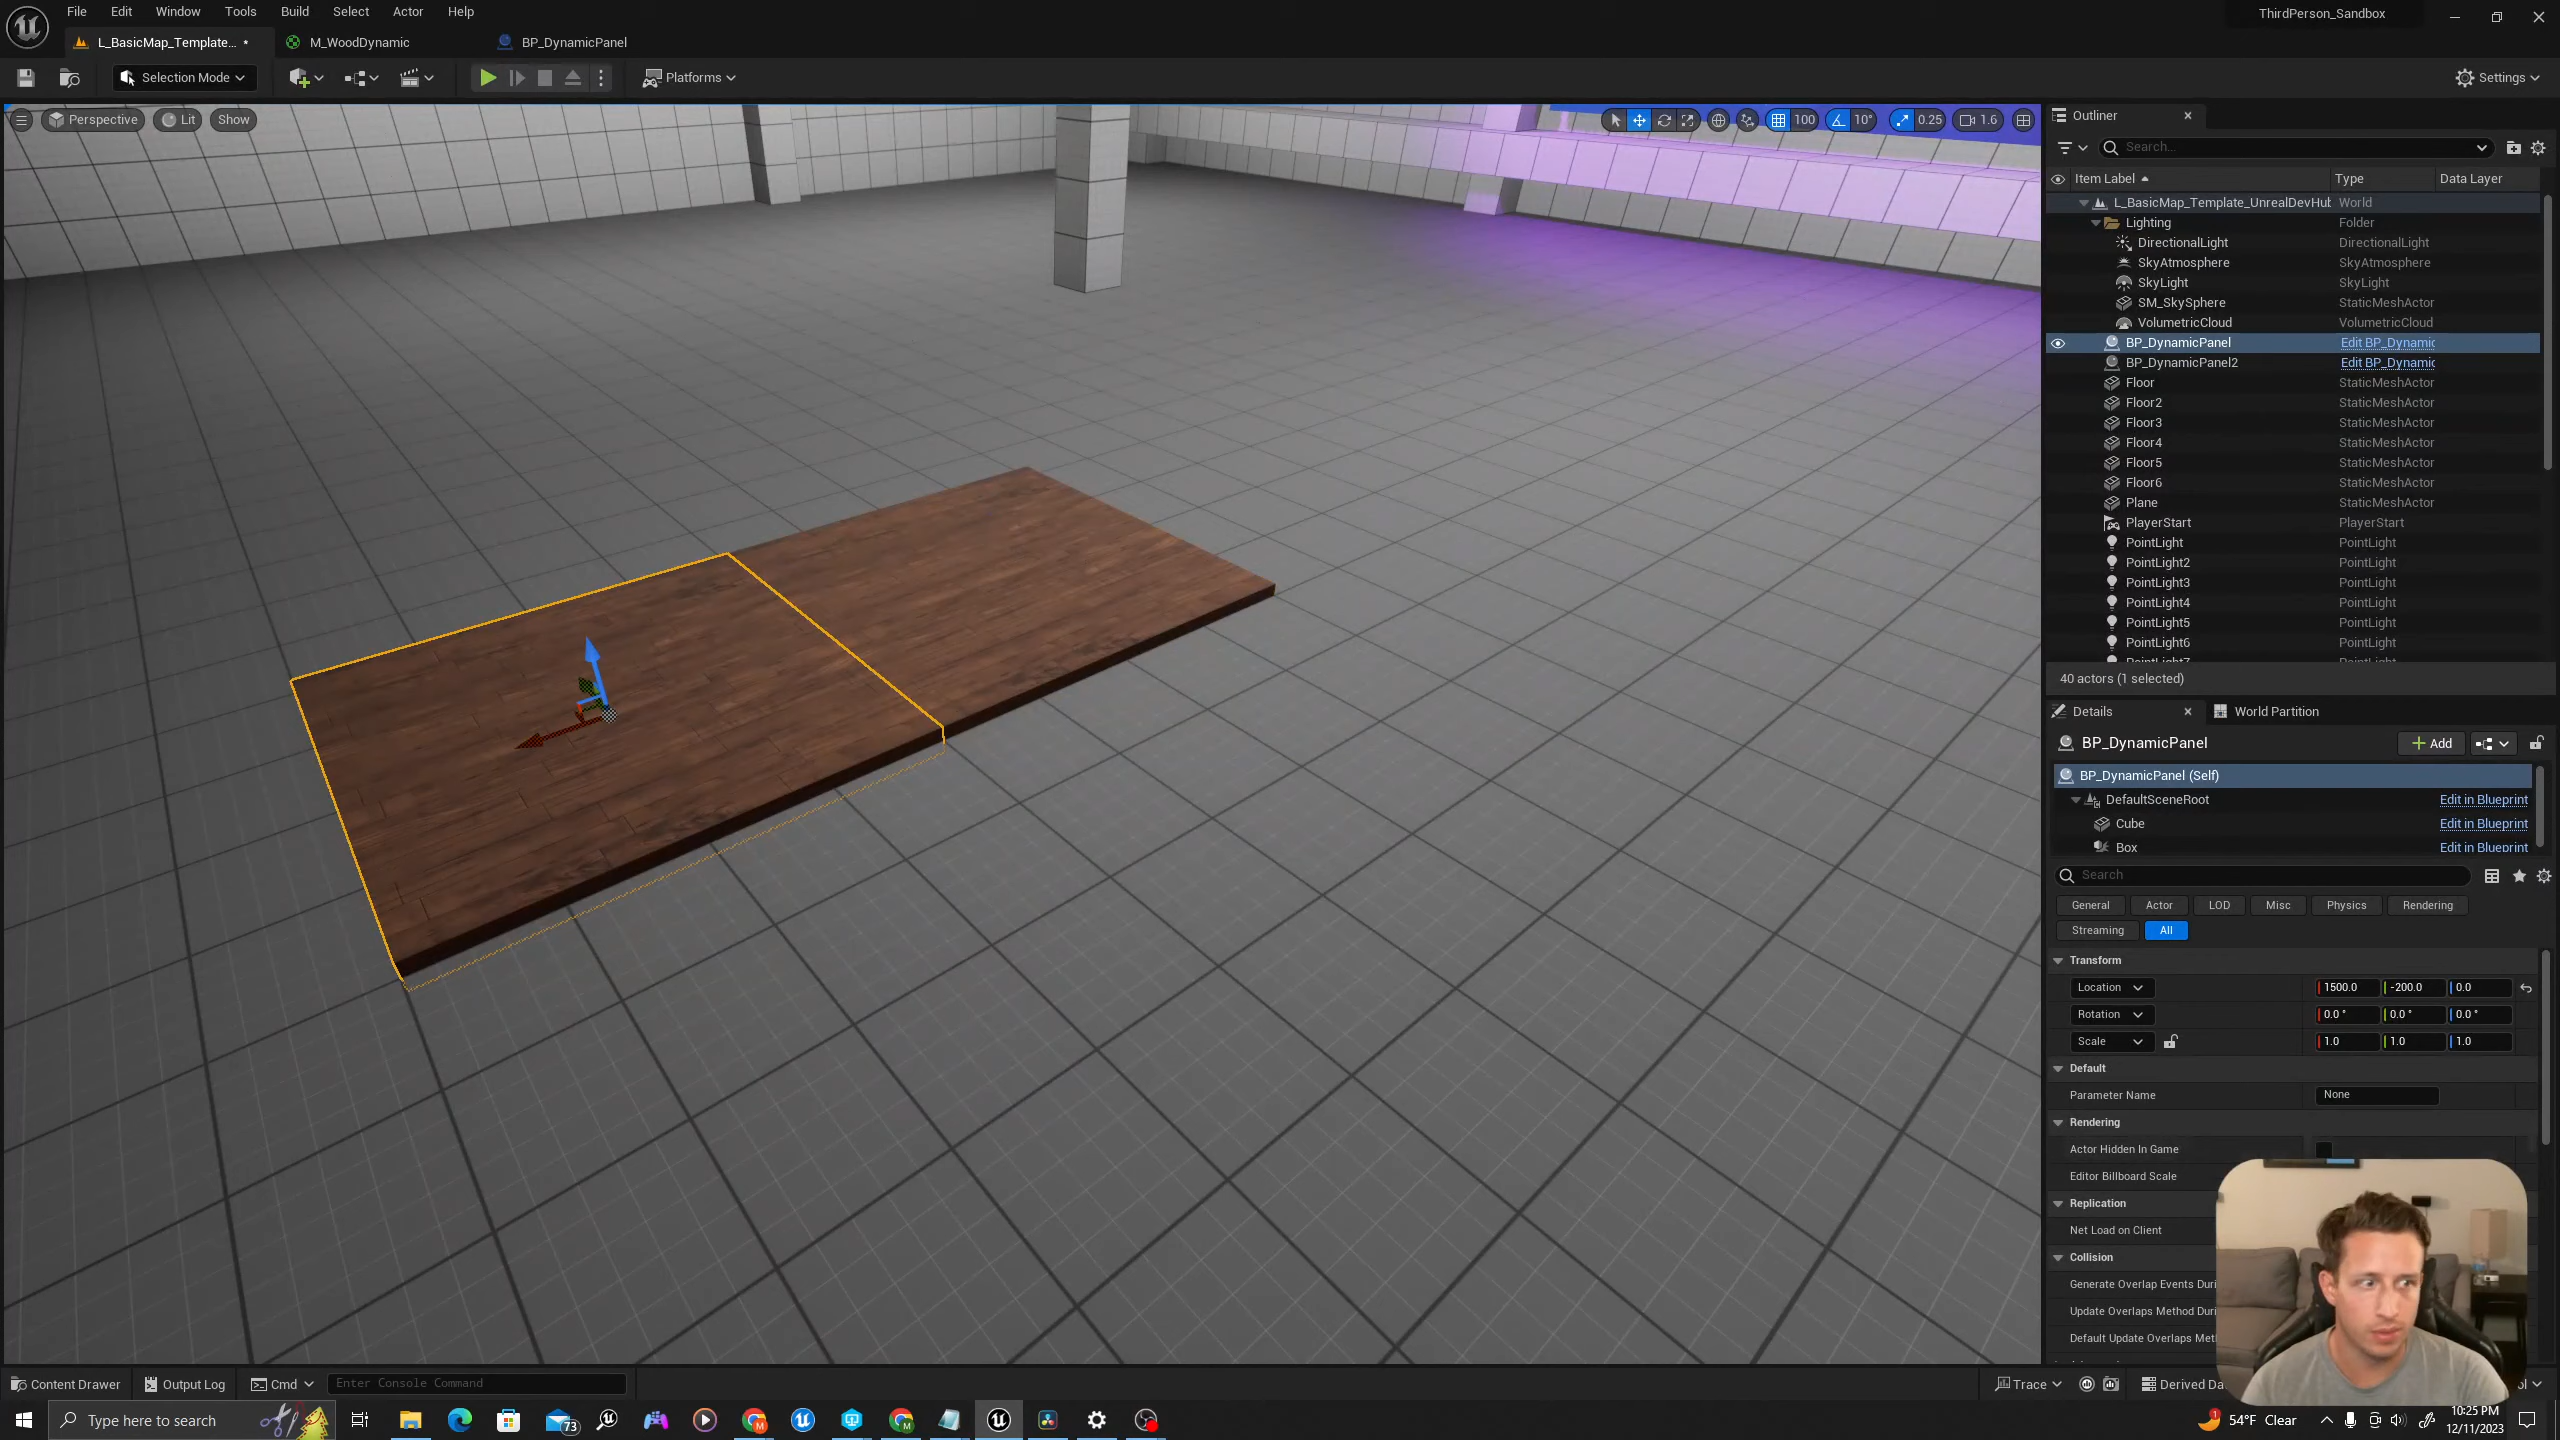 File Edit Window Tools Build Select Actor Help
ThirdPerson_Sandbox
L_BasicMap_Template... • M_WoodDynamic BP_DynamicPanel
Selection Mode Platforms Settings
Perspective Lit Show 100 10° 0.25 1.6
Outliner
Search...
Item Label Type Data Layer
L_BasicMap_Template_UnrealDevHub World
Lighting Folder
DirectionalLight DirectionalLight
SkyAtmosphere SkyAtmosphere
SkyLight SkyLight
SM_SkySphere StaticMeshActor
VolumetricCloud VolumetricCloud
BP_DynamicPanel Edit BP_Dynamic
BP_DynamicPanel2 Edit BP_Dynamic
Floor StaticMeshActor
Floor2 StaticMeshActor
Floor3 StaticMeshActor
Floor4 StaticMeshActor
Floor5 StaticMeshActor
Floor6 StaticMeshActor
Plane StaticMeshActor
PlayerStart PlayerStart
PointLight PointLight
PointLight2 PointLight
PointLight3 PointLight
PointLight4 PointLight
PointLight5 PointLight
PointLight6 PointLight
40 actors (1 selected)
Details World Partition
BP_DynamicPanel Add
BP_DynamicPanel (Self)
DefaultSceneRoot Edit in Blueprint
Cube Edit in Blueprint
Box Edit in Blueprint
Search
General Actor LOD Misc Physics Rendering
Streaming All
Transform
Location 1500.0 -200.0 0.0
Rotation 0.0° 0.0° 0.0°
Scale 1.0 1.0 1.0
Default
Parameter Name None
Rendering
Actor Hidden In Game
Editor Billboard Scale
Replication
Net Load on Client
Collision
Generate Overlap Events Duri
Update Overlaps Method Duri
Default Update Overlaps Met
Content Drawer Output Log Cmd Enter Console Command Trace Derived Da
Type here to search 73 1 54°F Clear 10:25 PM
12/11/2023